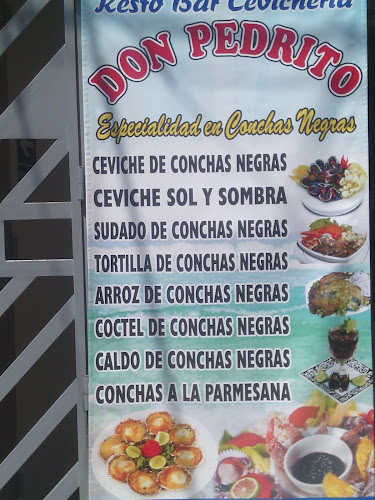 Resto Bar Cevicheria
DON PEDRITO
Especialidad en Conchas Negras
CEVICHE DE CONCHAS NEGRAS
CEVICHE SOL Y SOMBRA
SUDADO DE CONCHAS NEGRAS
TORTILLA DE CONCHAS NEGRAS
ARROZ DE CONCHAS NEGRAS
COCTEL DE CONCHAS NEGRAS
CALDO DE CONCHAS NEGRAS
CONCHAS A LA PARMESANA